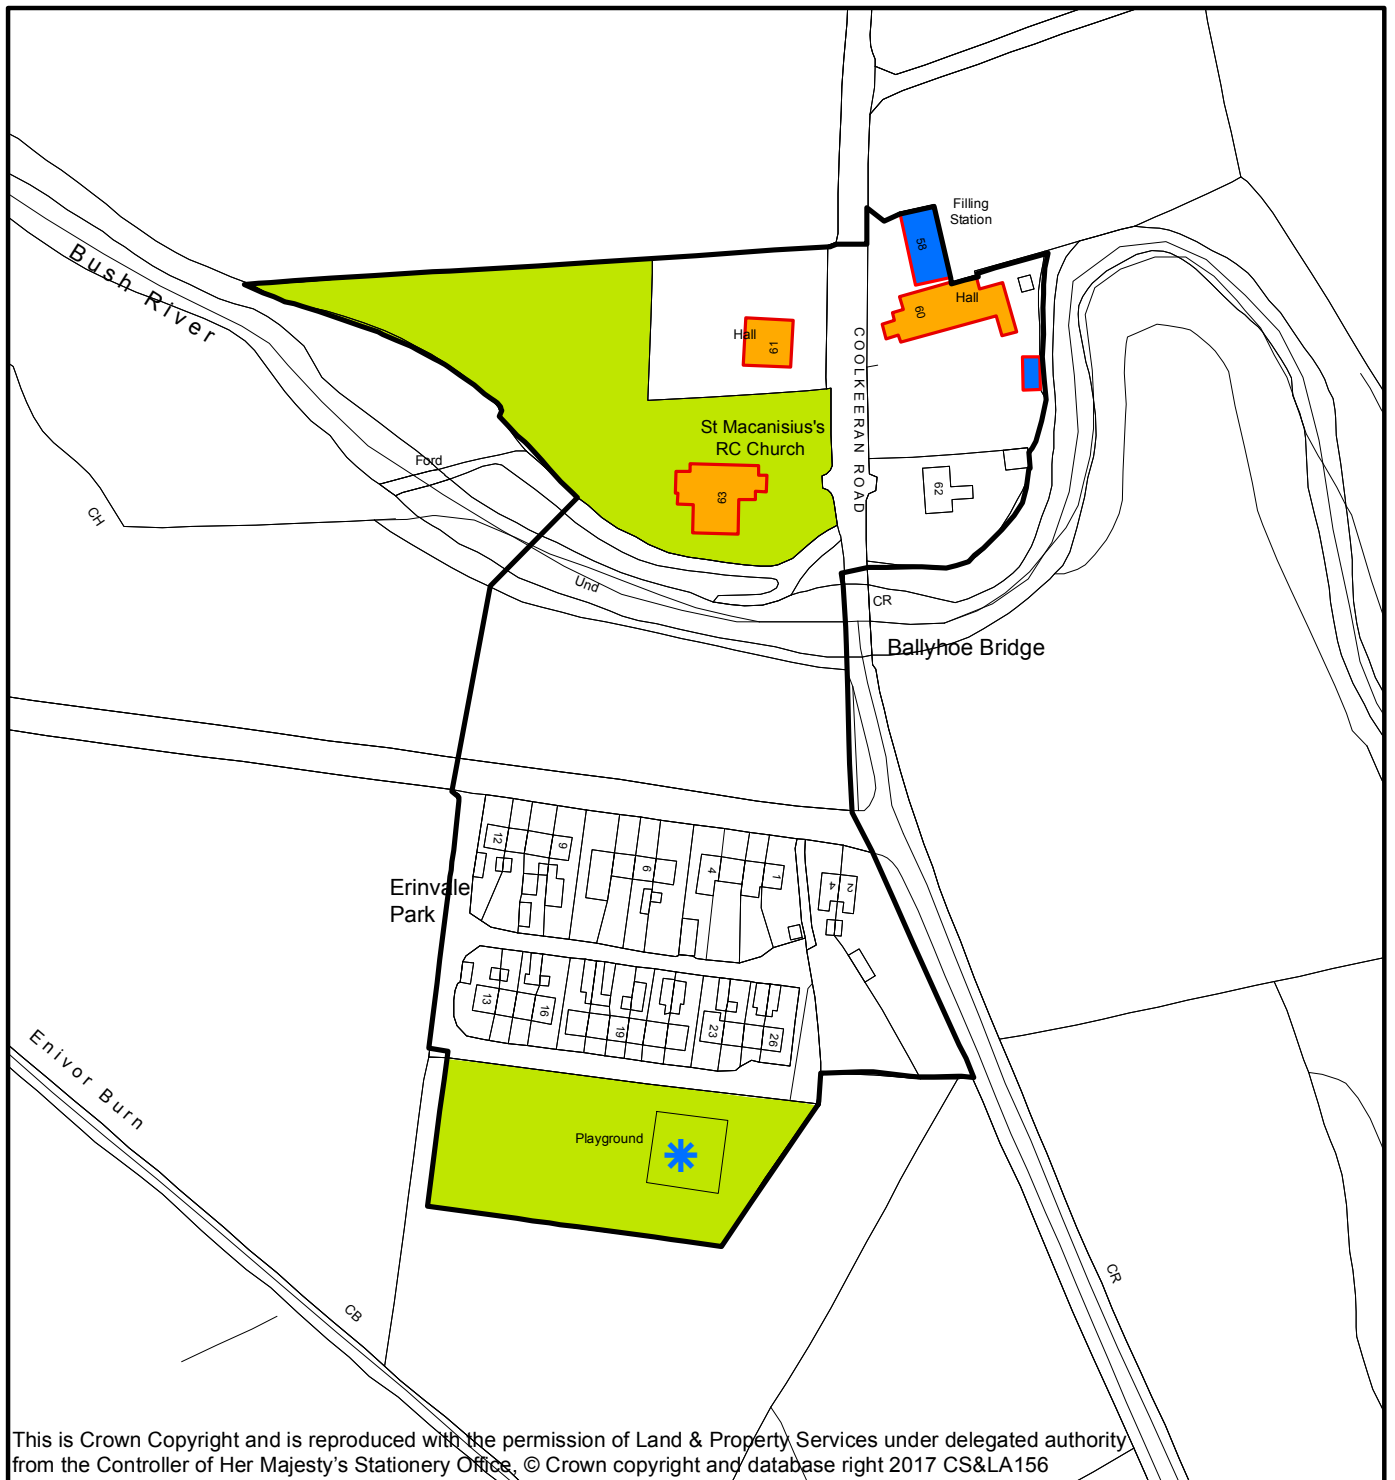 Filling
Station
58
Bush River
Hall
60
Hall
61
COOLKEERAN ROAD
St Macanisius's
RC Church
Ford
62
63
CH
Und
CR
Ballyhoe Bridge
12
9
6
4
1
4
2
Erinvale
Park
13
16
19
23
26
Enivor Burn
Playground
CR
CB
This is Crown Copyright and is reproduced with the permission of Land & Property Services under delegated authority
from the Controller of Her Majesty's Stationery Office, © Crown copyright and database right 2017 CS&LA156